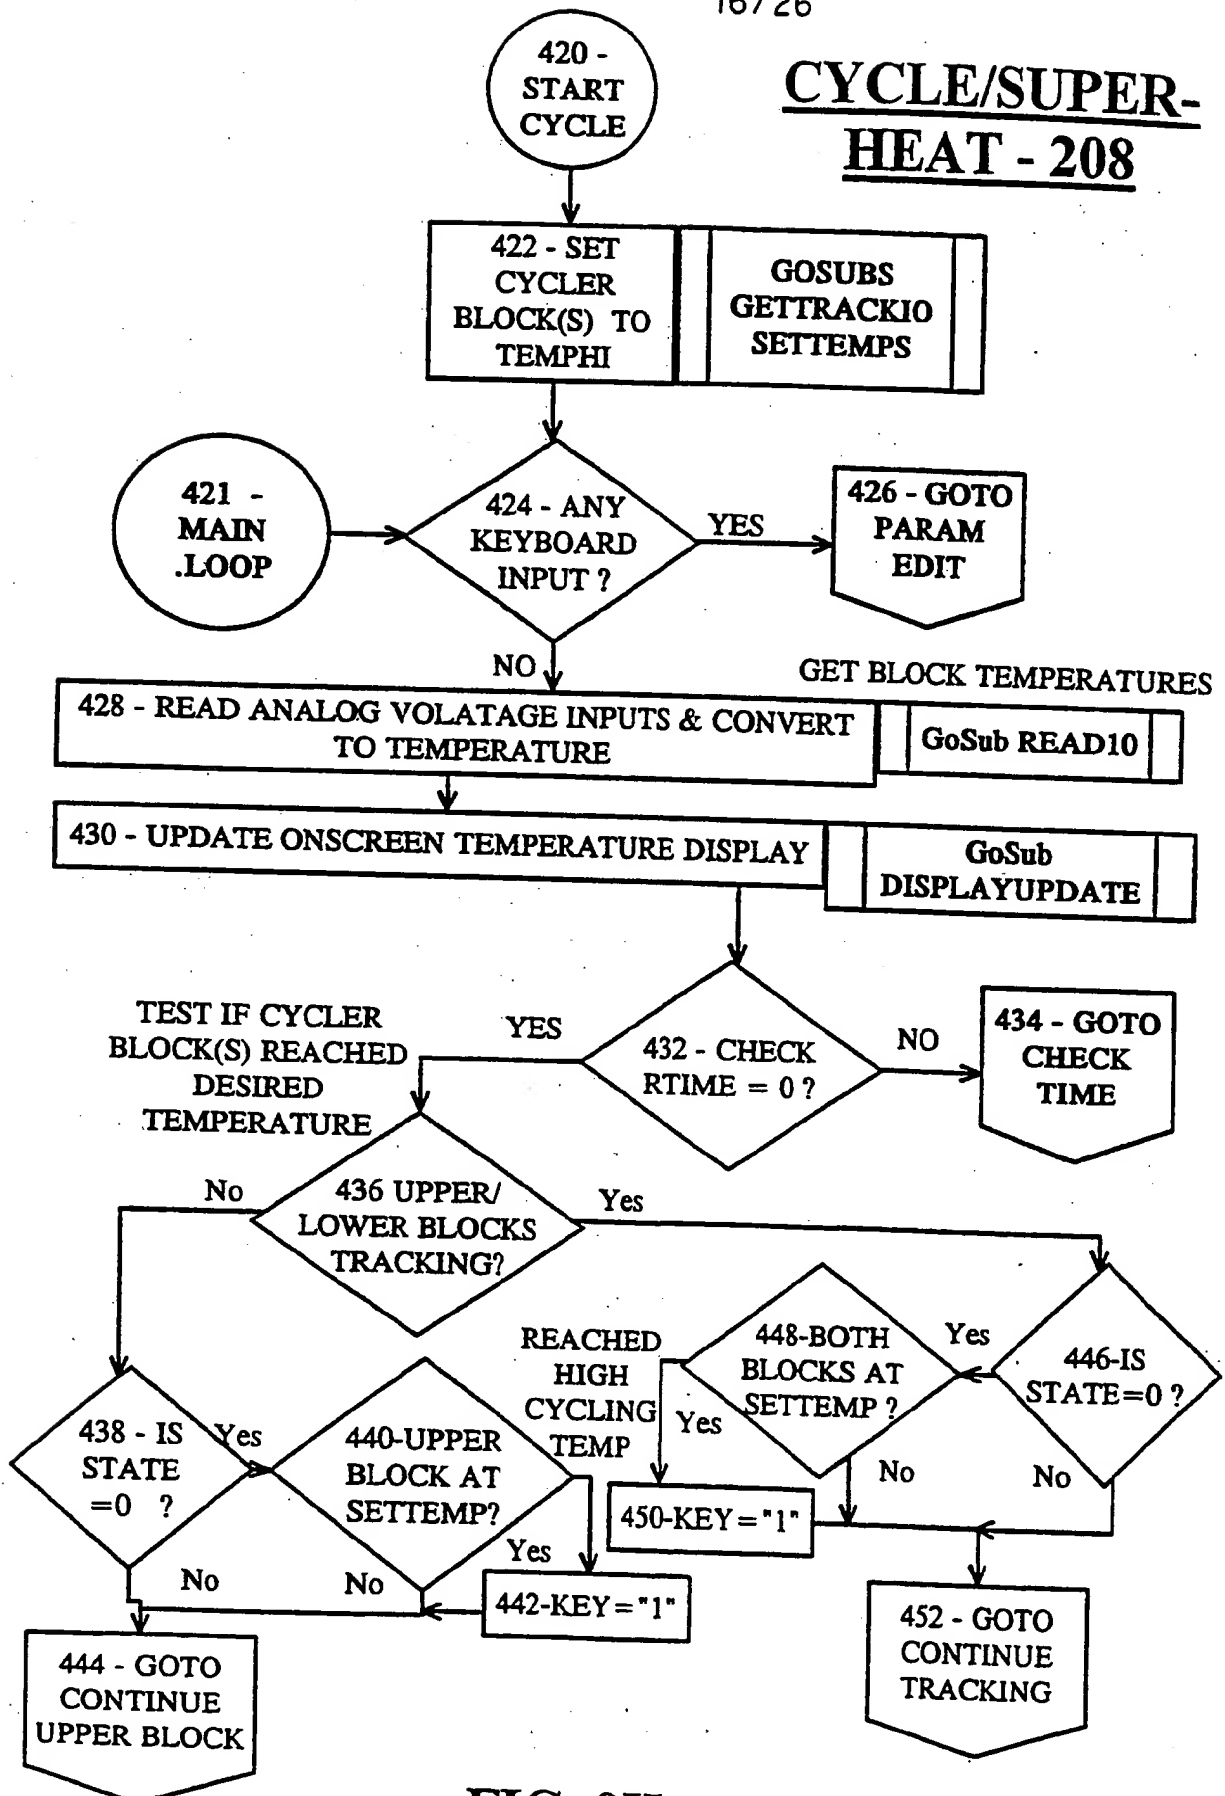 16/26
CYCLE/SUPER-
HEAT - 208
420 -
START
CYCLE
422 - SET
CYCLER
BLOCK(S) TO
TEMPHI
GOSUBS
GETTRACKIO
SETTEMPS
421 -
MAIN
.LOOP
424 - ANY
KEYBOARD
INPUT ?
YES
426 - GOTO
PARAM
EDIT
NO
GET BLOCK TEMPERATURES
428 - READ ANALOG VOLATAGE INPUTS & CONVERT
TO TEMPERATURE
GoSub READ10
430 - UPDATE ONSCREEN TEMPERATURE DISPLAY
GoSub
DISPLAYUPDATE
TEST IF CYCLER
BLOCK(S) REACHED
DESIRED
TEMPERATURE
YES
432 - CHECK
RTIME = 0 ?
NO
434 - GOTO
CHECK
TIME
No
436 UPPER/
LOWER BLOCKS
TRACKING?
Yes
438 - IS
STATE
=0 ?
Yes
440-UPPER
BLOCK AT
SETTEMP?
REACHED
HIGH
CYCLING
TEMP
448-BOTH
BLOCKS AT
SETTEMP ?
Yes
446-IS
STATE=0 ?
Yes
No
No
450-KEY="1"
Yes
No
No
442-KEY="1"
444 - GOTO
CONTINUE
UPPER BLOCK
452 - GOTO
CONTINUE
TRACKING